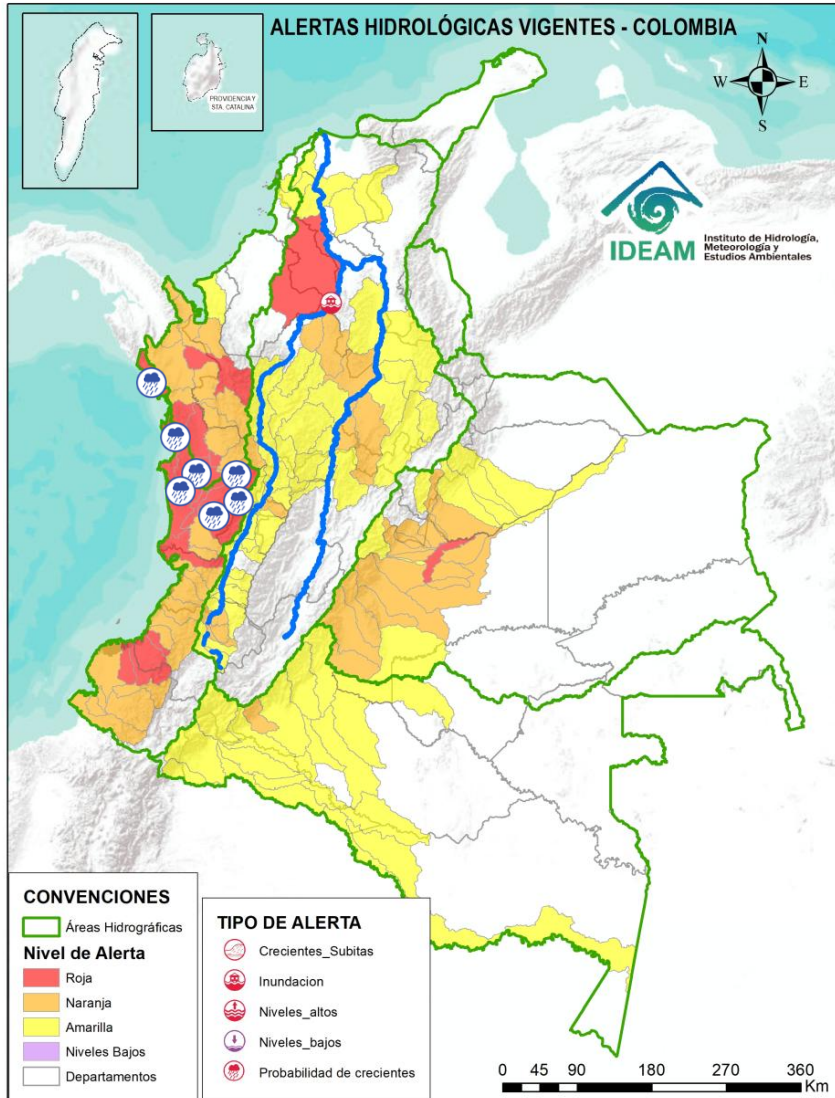 ALERTAS HIDROLÓGICAS VIGENTES - COLOMBIA
PROVIDENCIA Y
STA. CATALINA
N
W
E
S
IDEAM
Instituto de Hidrología,
Meteorología y
Estudios Ambientales
CONVENCIONES
Áreas Hidrográficas
Nivel de Alerta
Roja
Naranja
Amarilla
Niveles Bajos
Departamentos
TIPO DE ALERTA
Crecientes_Subitas
Inundacion
Niveles_altos
Niveles_bajos
Probabilidad de crecientes
0 45 90 180 270 360
Km